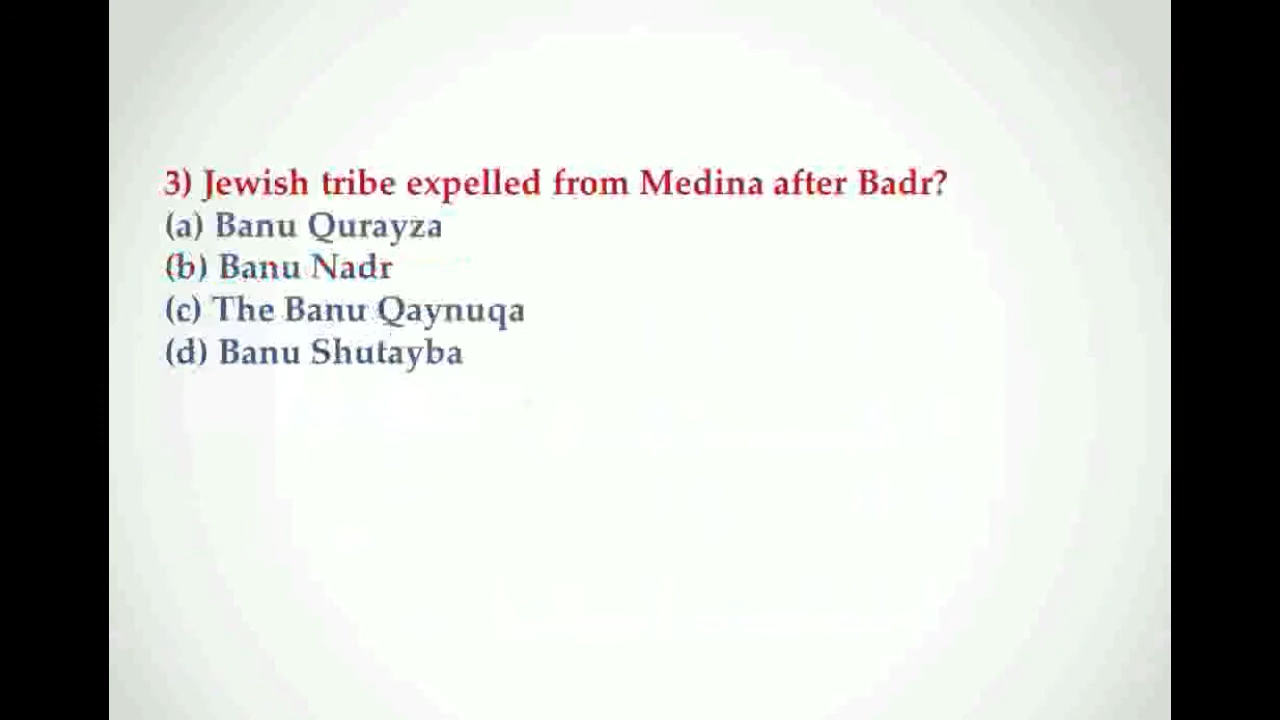 3) Jewish tribe expelled from Medina after Badr?
(a) Banu Qurayza
(b) Banu Nadr
(c) The Banu Qaynuqa
(d) Banu Shutayba